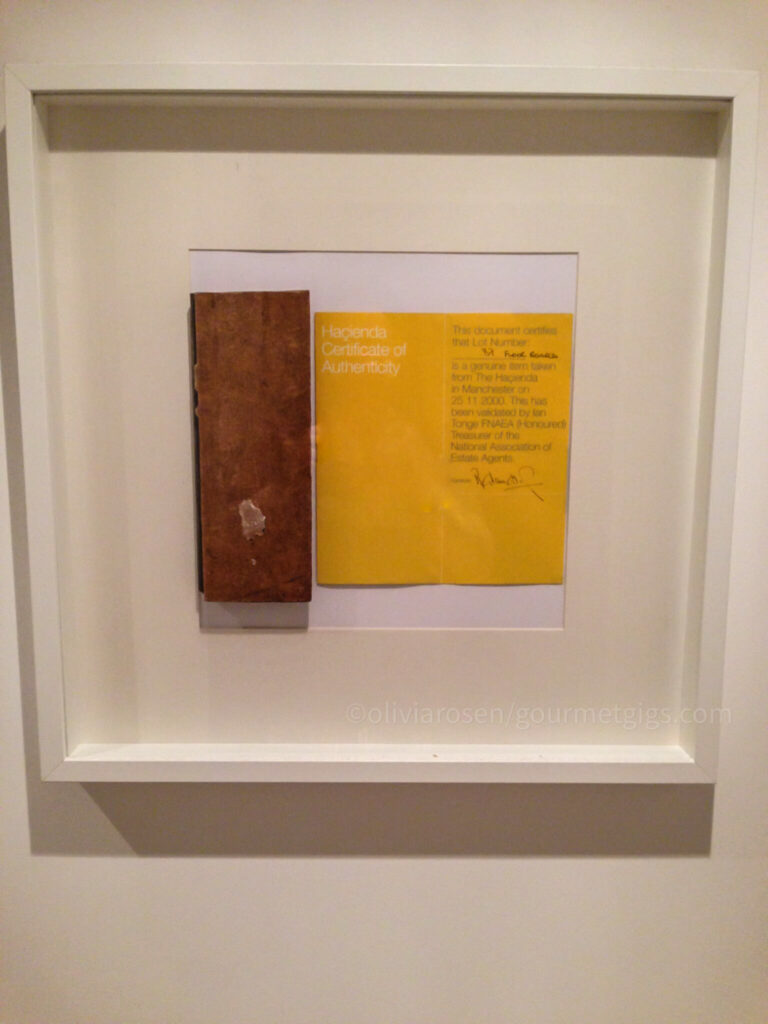 Haçienda
Certificate of
Authenticity
This document certifies
that Lot Number:
is a genuine item taken
from The Haçienda
in Manchester on
25.11.2000. This has
been validated by Ian
Tonge FNAEA (Honoured)
Treasurer of the
National Association of
Estate Agents.
©oliviarosen/gourmetgigs.com